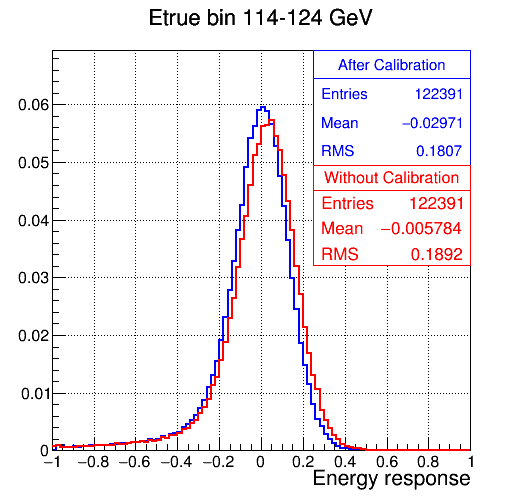 Etrue bin 114-124 GeV
After Calibration
Entries 122391
Mean −0.02971
RMS 0.1807
Without Calibration
Entries 122391
Mean −0.005784
RMS 0.1892
0.06
0.05
0.04
0.03
0.02
0.01
0
−1 −0.8 −0.6 −0.4 −0.2 0 0.2 0.4 0.6 0.8 1
Energy response